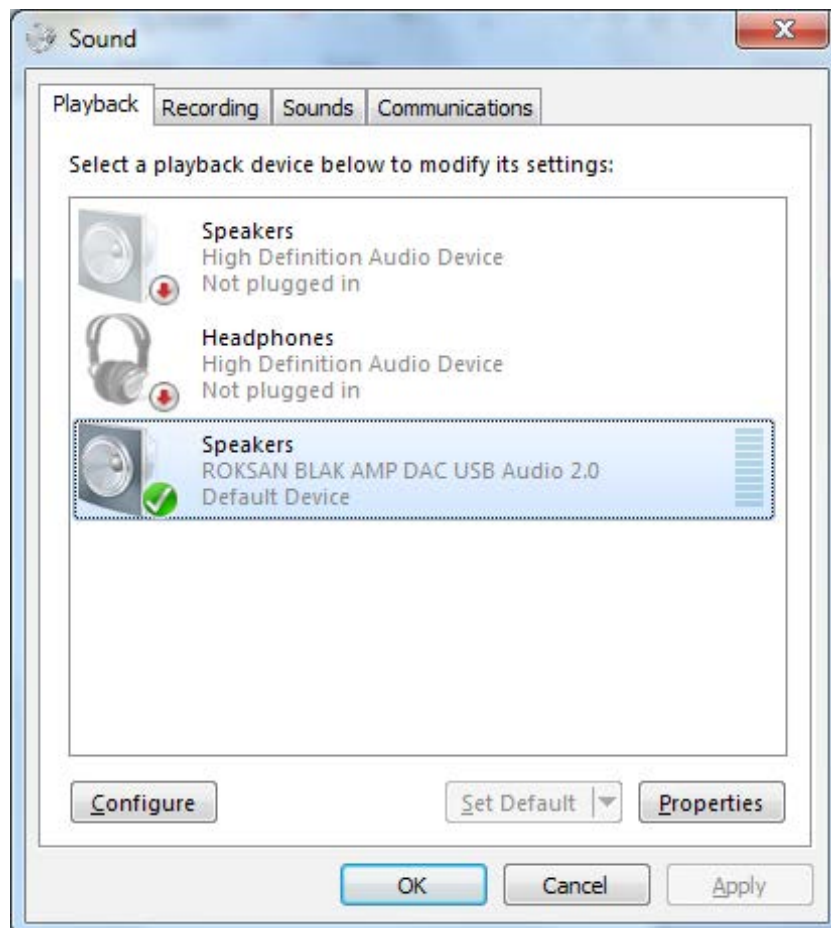 Sound
Playback
Recording
Sounds
Communications
Select a playback device below to modify its settings:
Speakers
High Definition Audio Device
Not plugged in
Headphones
High Definition Audio Device
Not plugged in
Speakers
ROKSAN BLAK AMP DAC USB Audio 2.0
Default Device
Configure
Set Default
Properties
OK
Cancel
Apply